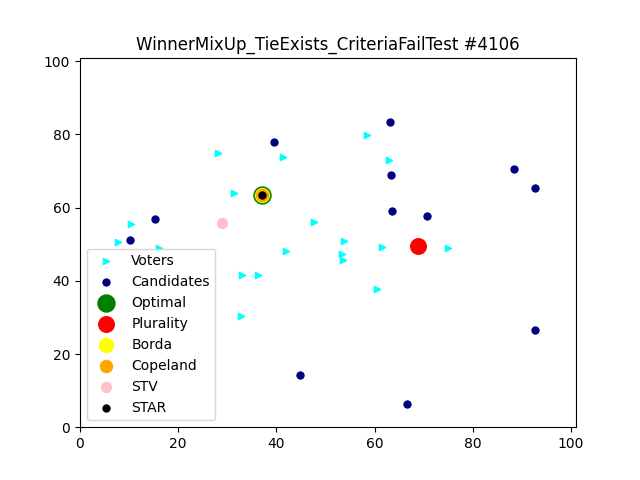 WinnerMixUp_TieExists_CriteriaFailTest #4106
100
80
60
40
20
0
Voters
Candidates
Optimal
Plurality
Borda
Copeland
STV
STAR
0 20 40 60 80 100